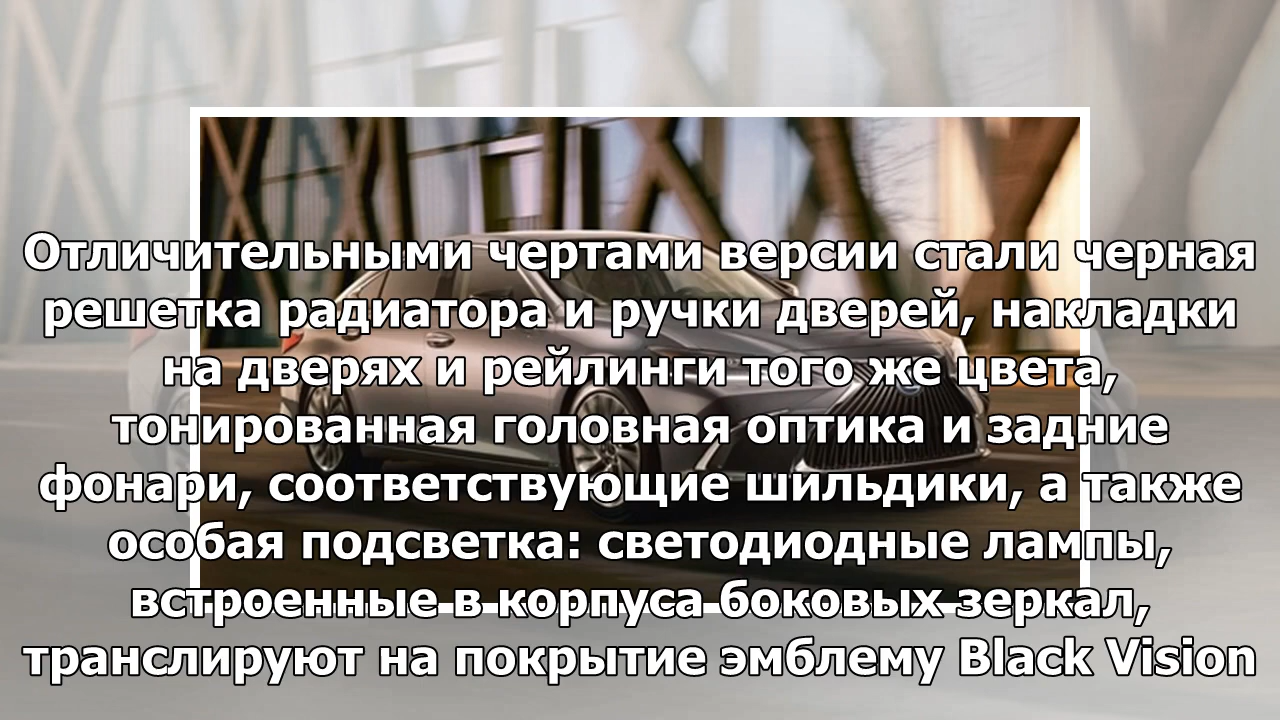 Отличительными чертами версии стали черная
решетка радиатора и ручки дверей, накладки
на дверях и рейлинги того же цвета,
тонированная головная оптика и задние
фонари, соответствующие шильдики, а также
особая подсветка: светодиодные лампы,
встроенные в корпуса боковых зеркал,
транслируют на покрытие эмблему Black Vision